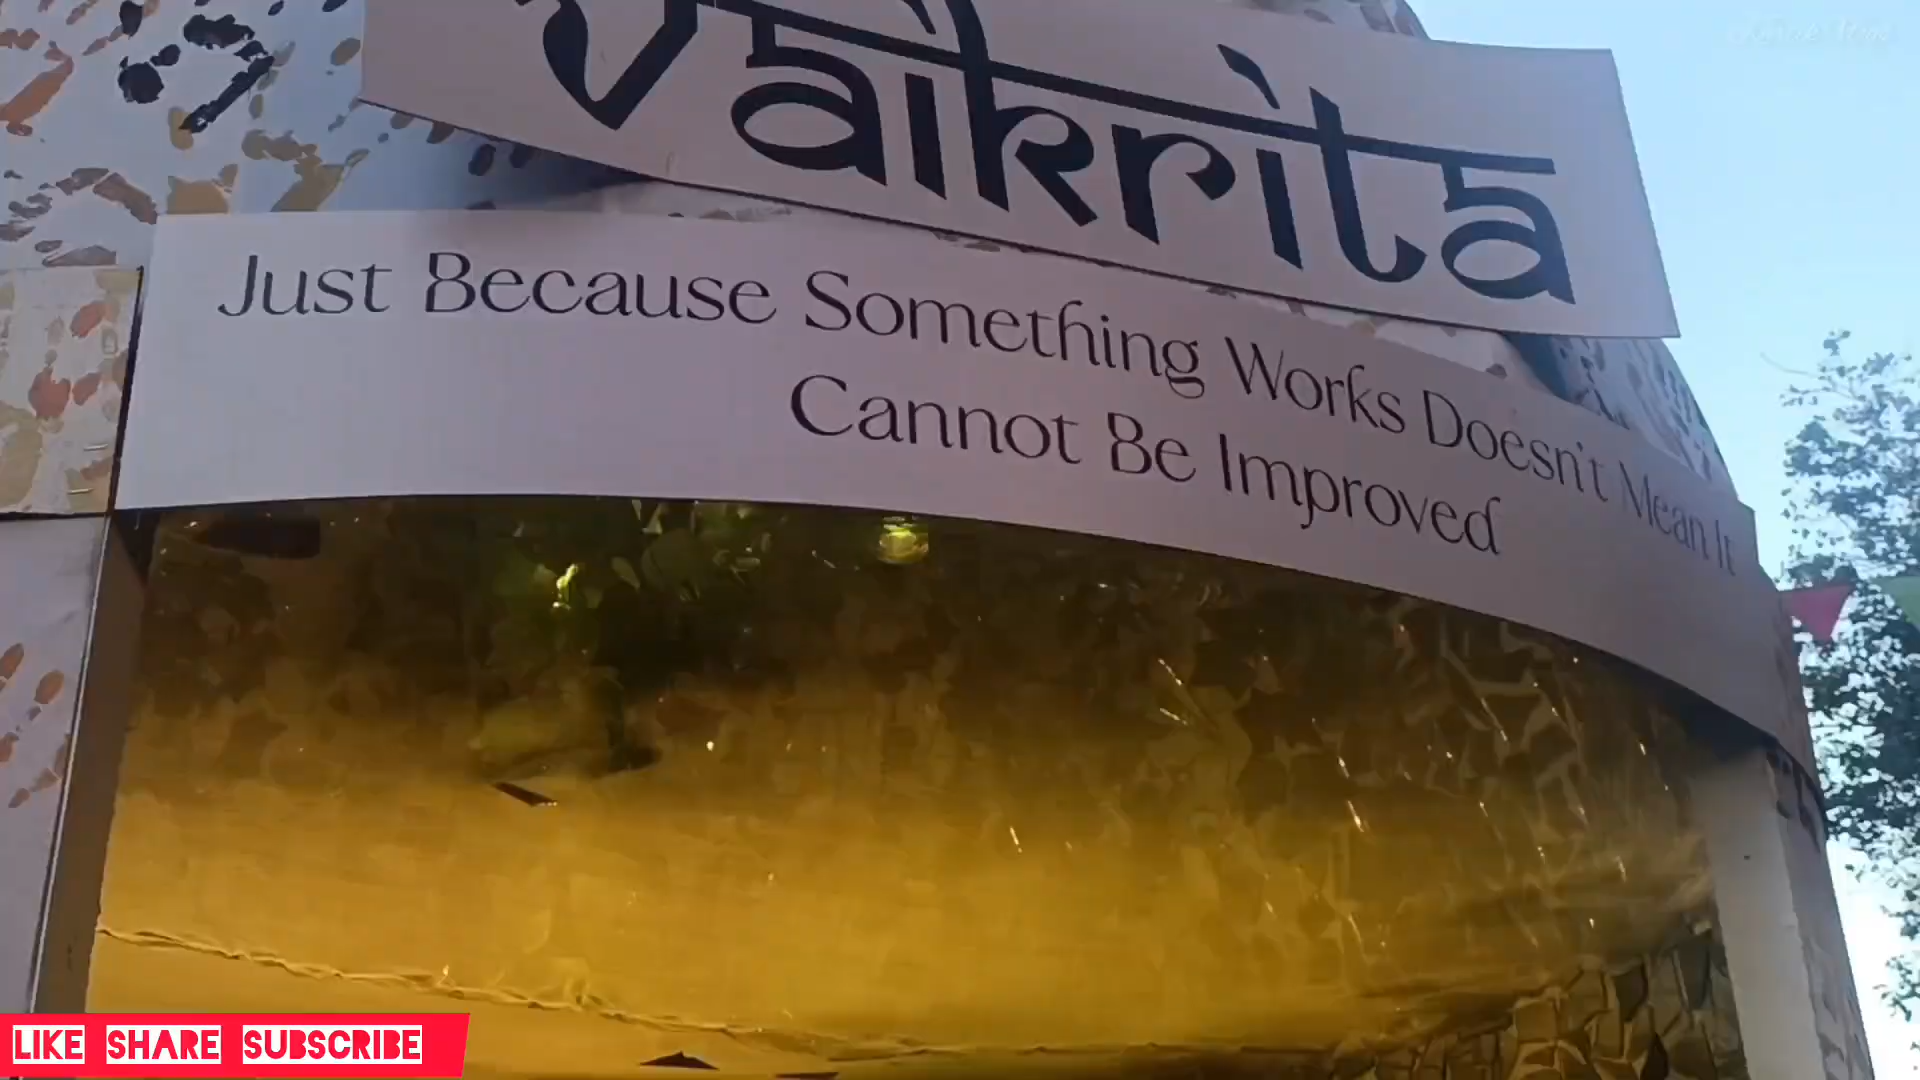 Vaikrita
Just Because Something Works Doesn't Mean It
Cannot Be Improved
LIKE SHARE SUBSCRIBE